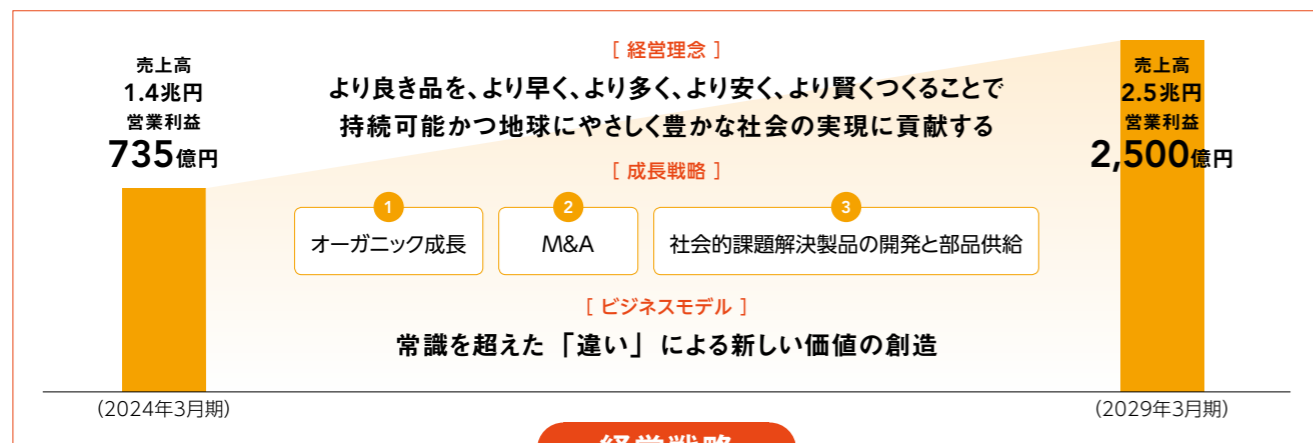 売上高
1.4兆円
営業利益
735億円
[ 経営理念 ]
より良き品を、より早く、より多く、より安く、より賢くつくることで
持続可能かつ地球にやさしく豊かな社会の実現に貢献する
[ 成長戦略 ]
1
オーガニック成長
2
M&A
3
社会的課題解決製品の開発と部品供給
[ ビジネスモデル ]
常識を超えた「違い」による新しい価値の創造
売上高
2.5兆円
営業利益
2,500億円
(2024年3月期)
(2029年3月期)
経営戦略